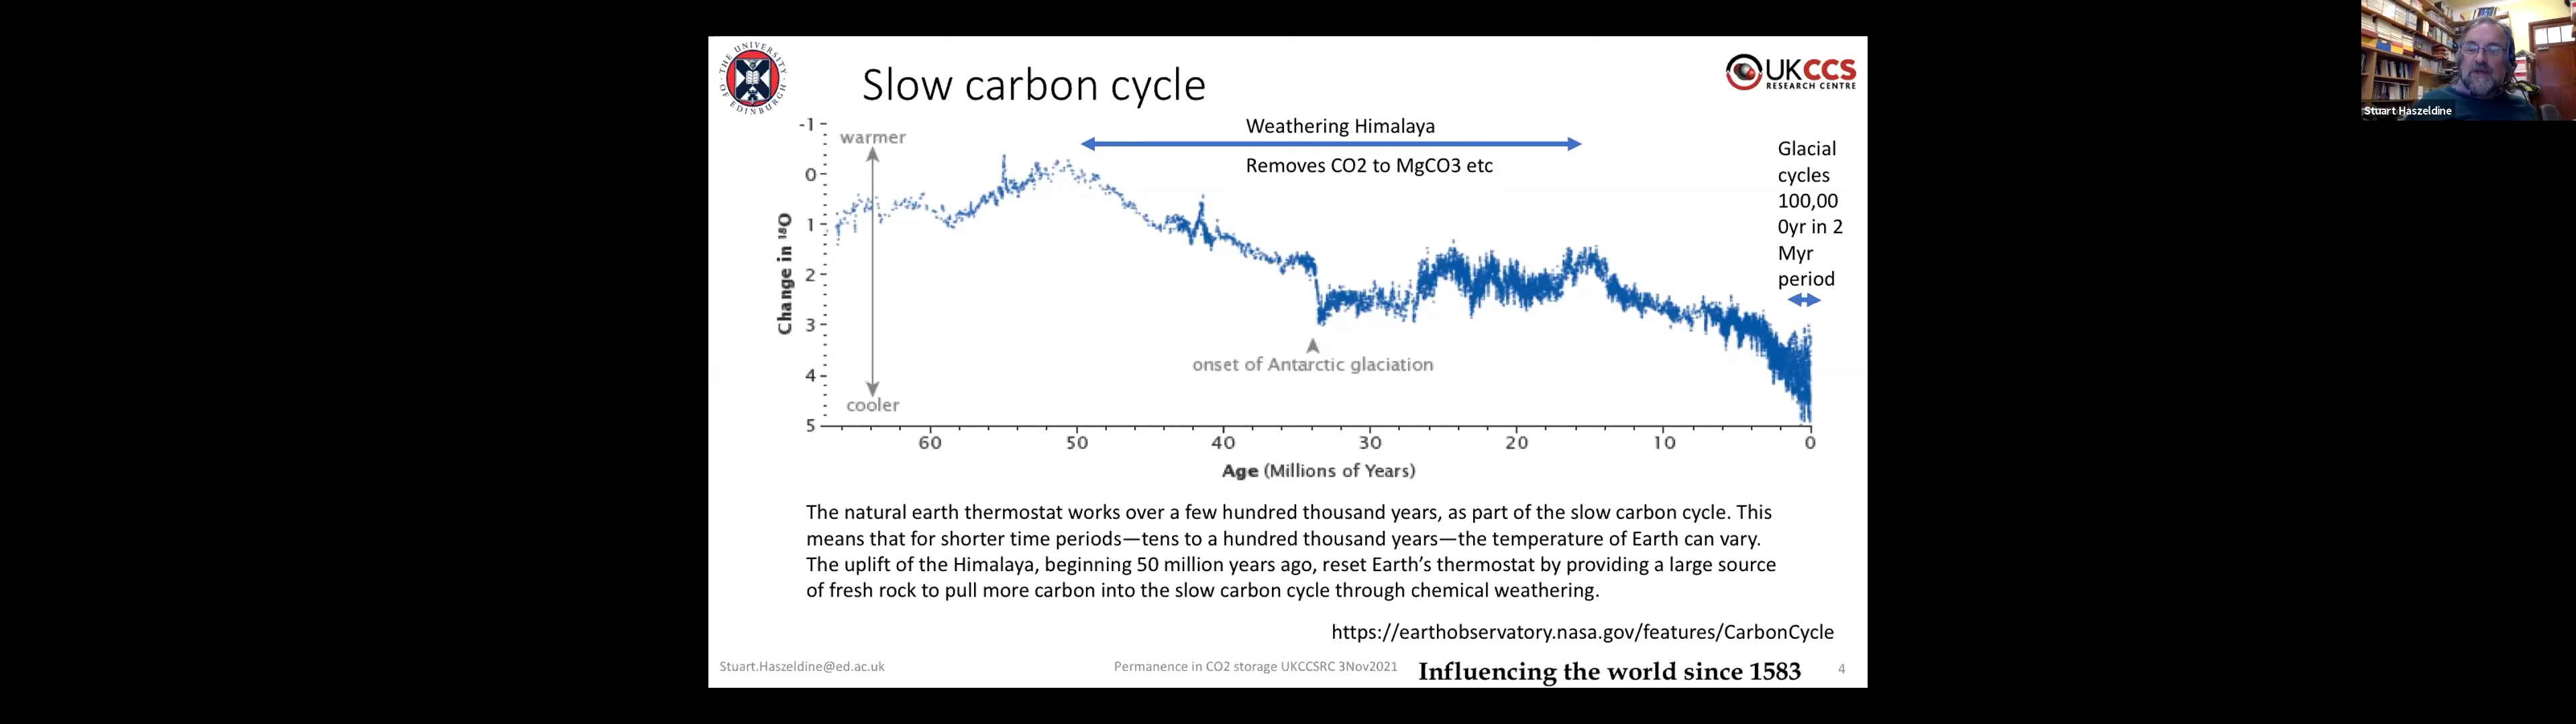 THE UNIVERSITY OF EDINBURGH
Slow carbon cycle
UKCCS
RESEARCH CENTRE
Stuart Haszeldine
Weathering Himalaya
Removes CO2 to MgCO3 etc
Glacial
cycles
100,00
0yr in 2
Myr
period
warmer
cooler
Change in ¹⁸O
-1
0
1
2
3
4
5
onset of Antarctic glaciation
60 50 40 30 20 10 0
Age (Millions of Years)
The natural earth thermostat works over a few hundred thousand years, as part of the slow carbon cycle. This
means that for shorter time periods—tens to a hundred thousand years—the temperature of Earth can vary.
The uplift of the Himalaya, beginning 50 million years ago, reset Earth’s thermostat by providing a large source
of fresh rock to pull more carbon into the slow carbon cycle through chemical weathering.
https://earthobservatory.nasa.gov/features/CarbonCycle
Stuart.Haszeldine@ed.ac.uk
Permanence in CO2 storage UKCCSRC 3Nov2021
Influencing the world since 1583
4